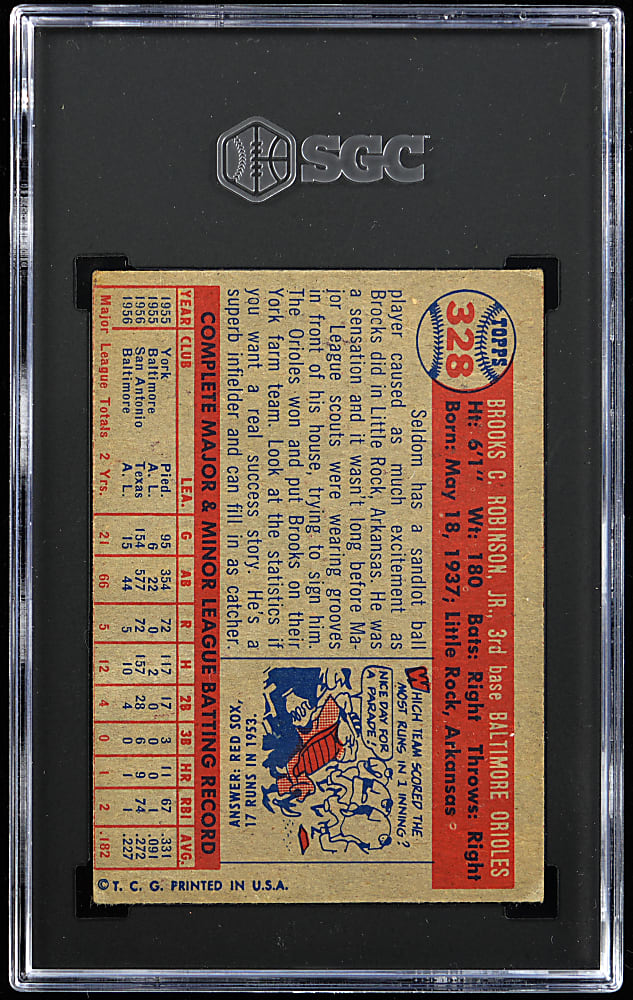 SGC
TOPPS
328
BROOKS C. ROBINSON, JR., 3rd base BALTIMORE ORIOLES
Ht: 6'1" Wt: 180 Bats: Right Throws: Right
Born: May 18, 1937; Little Rock, Arkansas
Seldom has a sandlot ball
player caused as much excitement as
Brocks did in Little Rock, Arkansas. He was
a sensation and it wasn't long before Ma-
jor League scouts were wearing grooves
in front of his house, trying to sign him.
The Orioles won and put Brooks on their
York farm team. Look at the statistics if
you want a real success story. He's a
superb infielder and can fill in as catcher.
WHICH TEAM SCORED THE
MOST RUNS IN 1 INNING?
NICE DAY FOR
A PARADE!
ANSWER: RED SOX,
17 RUNS IN 1953.
COMPLETE MAJOR & MINOR LEAGUE BATTING RECORD
YEAR CLUB LEA. G AB R H 2B 3B HR RBI AVG.
1955 York Pied. 95 354 72 117 17 3 11 67 .331
1955 Baltimore A. L. 6 22 0 2 0 0 0 1 .091
1956 San Antonio Texas 154 577 72 157 28 6 9 74 .272
1956 Baltimore A. L. 15 44 5 10 4 0 1 1 .227
Major League Totals 2 Yrs. 21 66 5 12 4 0 1 2 .182
© T. C. G. PRINTED IN U.S.A.